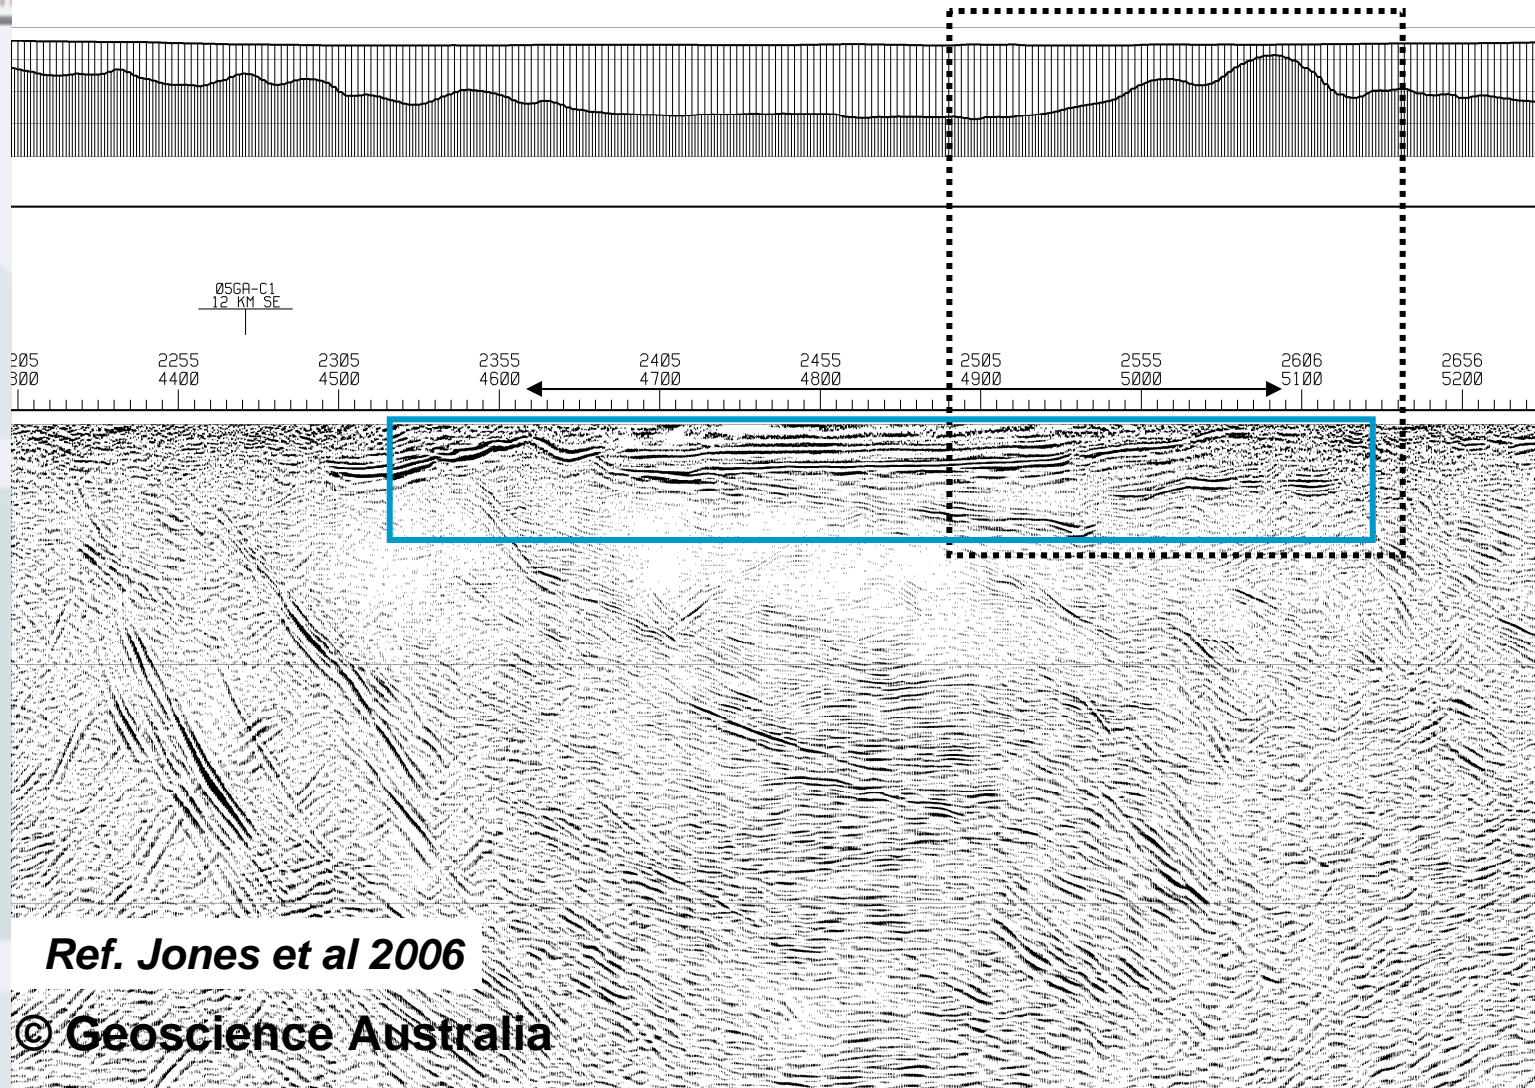 05GA-C1
12 KM SE
205 2255 2305 2355 2405 2455 2505 2555 2606 2656
300 4400 4500 4600 4700 4800 4900 5000 5100 5200
Ref. Jones et al 2006
© Geoscience Australia